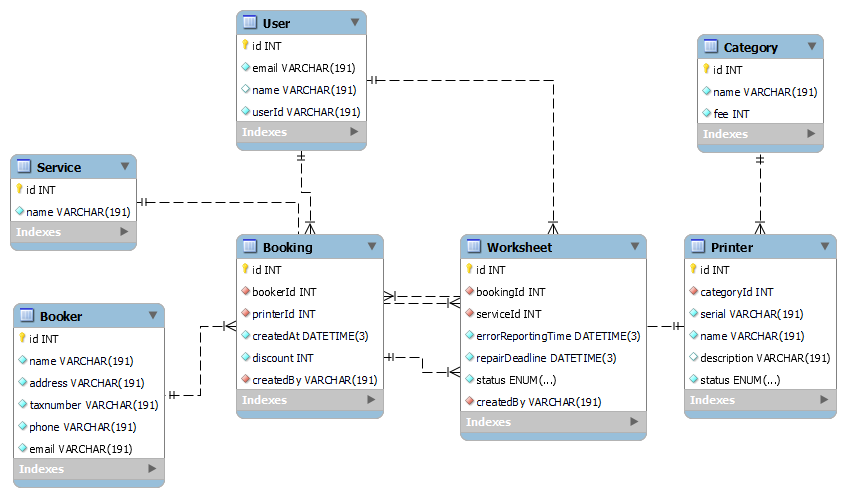 User
id INT
email VARCHAR(191)
name VARCHAR(191)
userId VARCHAR(191)
Indexes
Category
id INT
name VARCHAR(191)
fee INT
Indexes
Service
id INT
name VARCHAR(191)
Indexes
Booking
id INT
bookerId INT
printerId INT
createdAt DATETIME(3)
discount INT
createdBy VARCHAR(191)
Indexes
Worksheet
id INT
bookingId INT
serviceId INT
errorReportingTime DATETIME(3)
repairDeadline DATETIME(3)
status ENUM(...)
createdBy VARCHAR(191)
Indexes
Printer
id INT
categoryId INT
serial VARCHAR(191)
name VARCHAR(191)
description VARCHAR(191)
status ENUM(...)
Indexes
Booker
id INT
name VARCHAR(191)
address VARCHAR(191)
taxnumber VARCHAR(191)
phone VARCHAR(191)
email VARCHAR(191)
Indexes